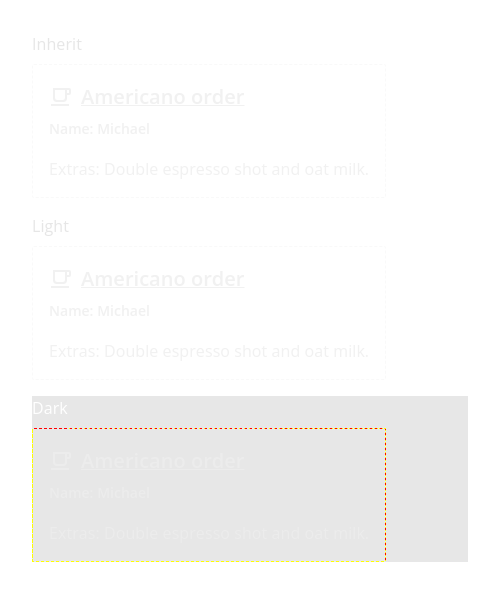 Inherit
Americano order
Name: Michael
Extras: Double espresso shot and oat milk.
Light
Americano order
Name: Michael
Extras: Double espresso shot and oat milk.
Dark
Americano order
Name: Michael
Extras: Double espresso shot and oat milk.